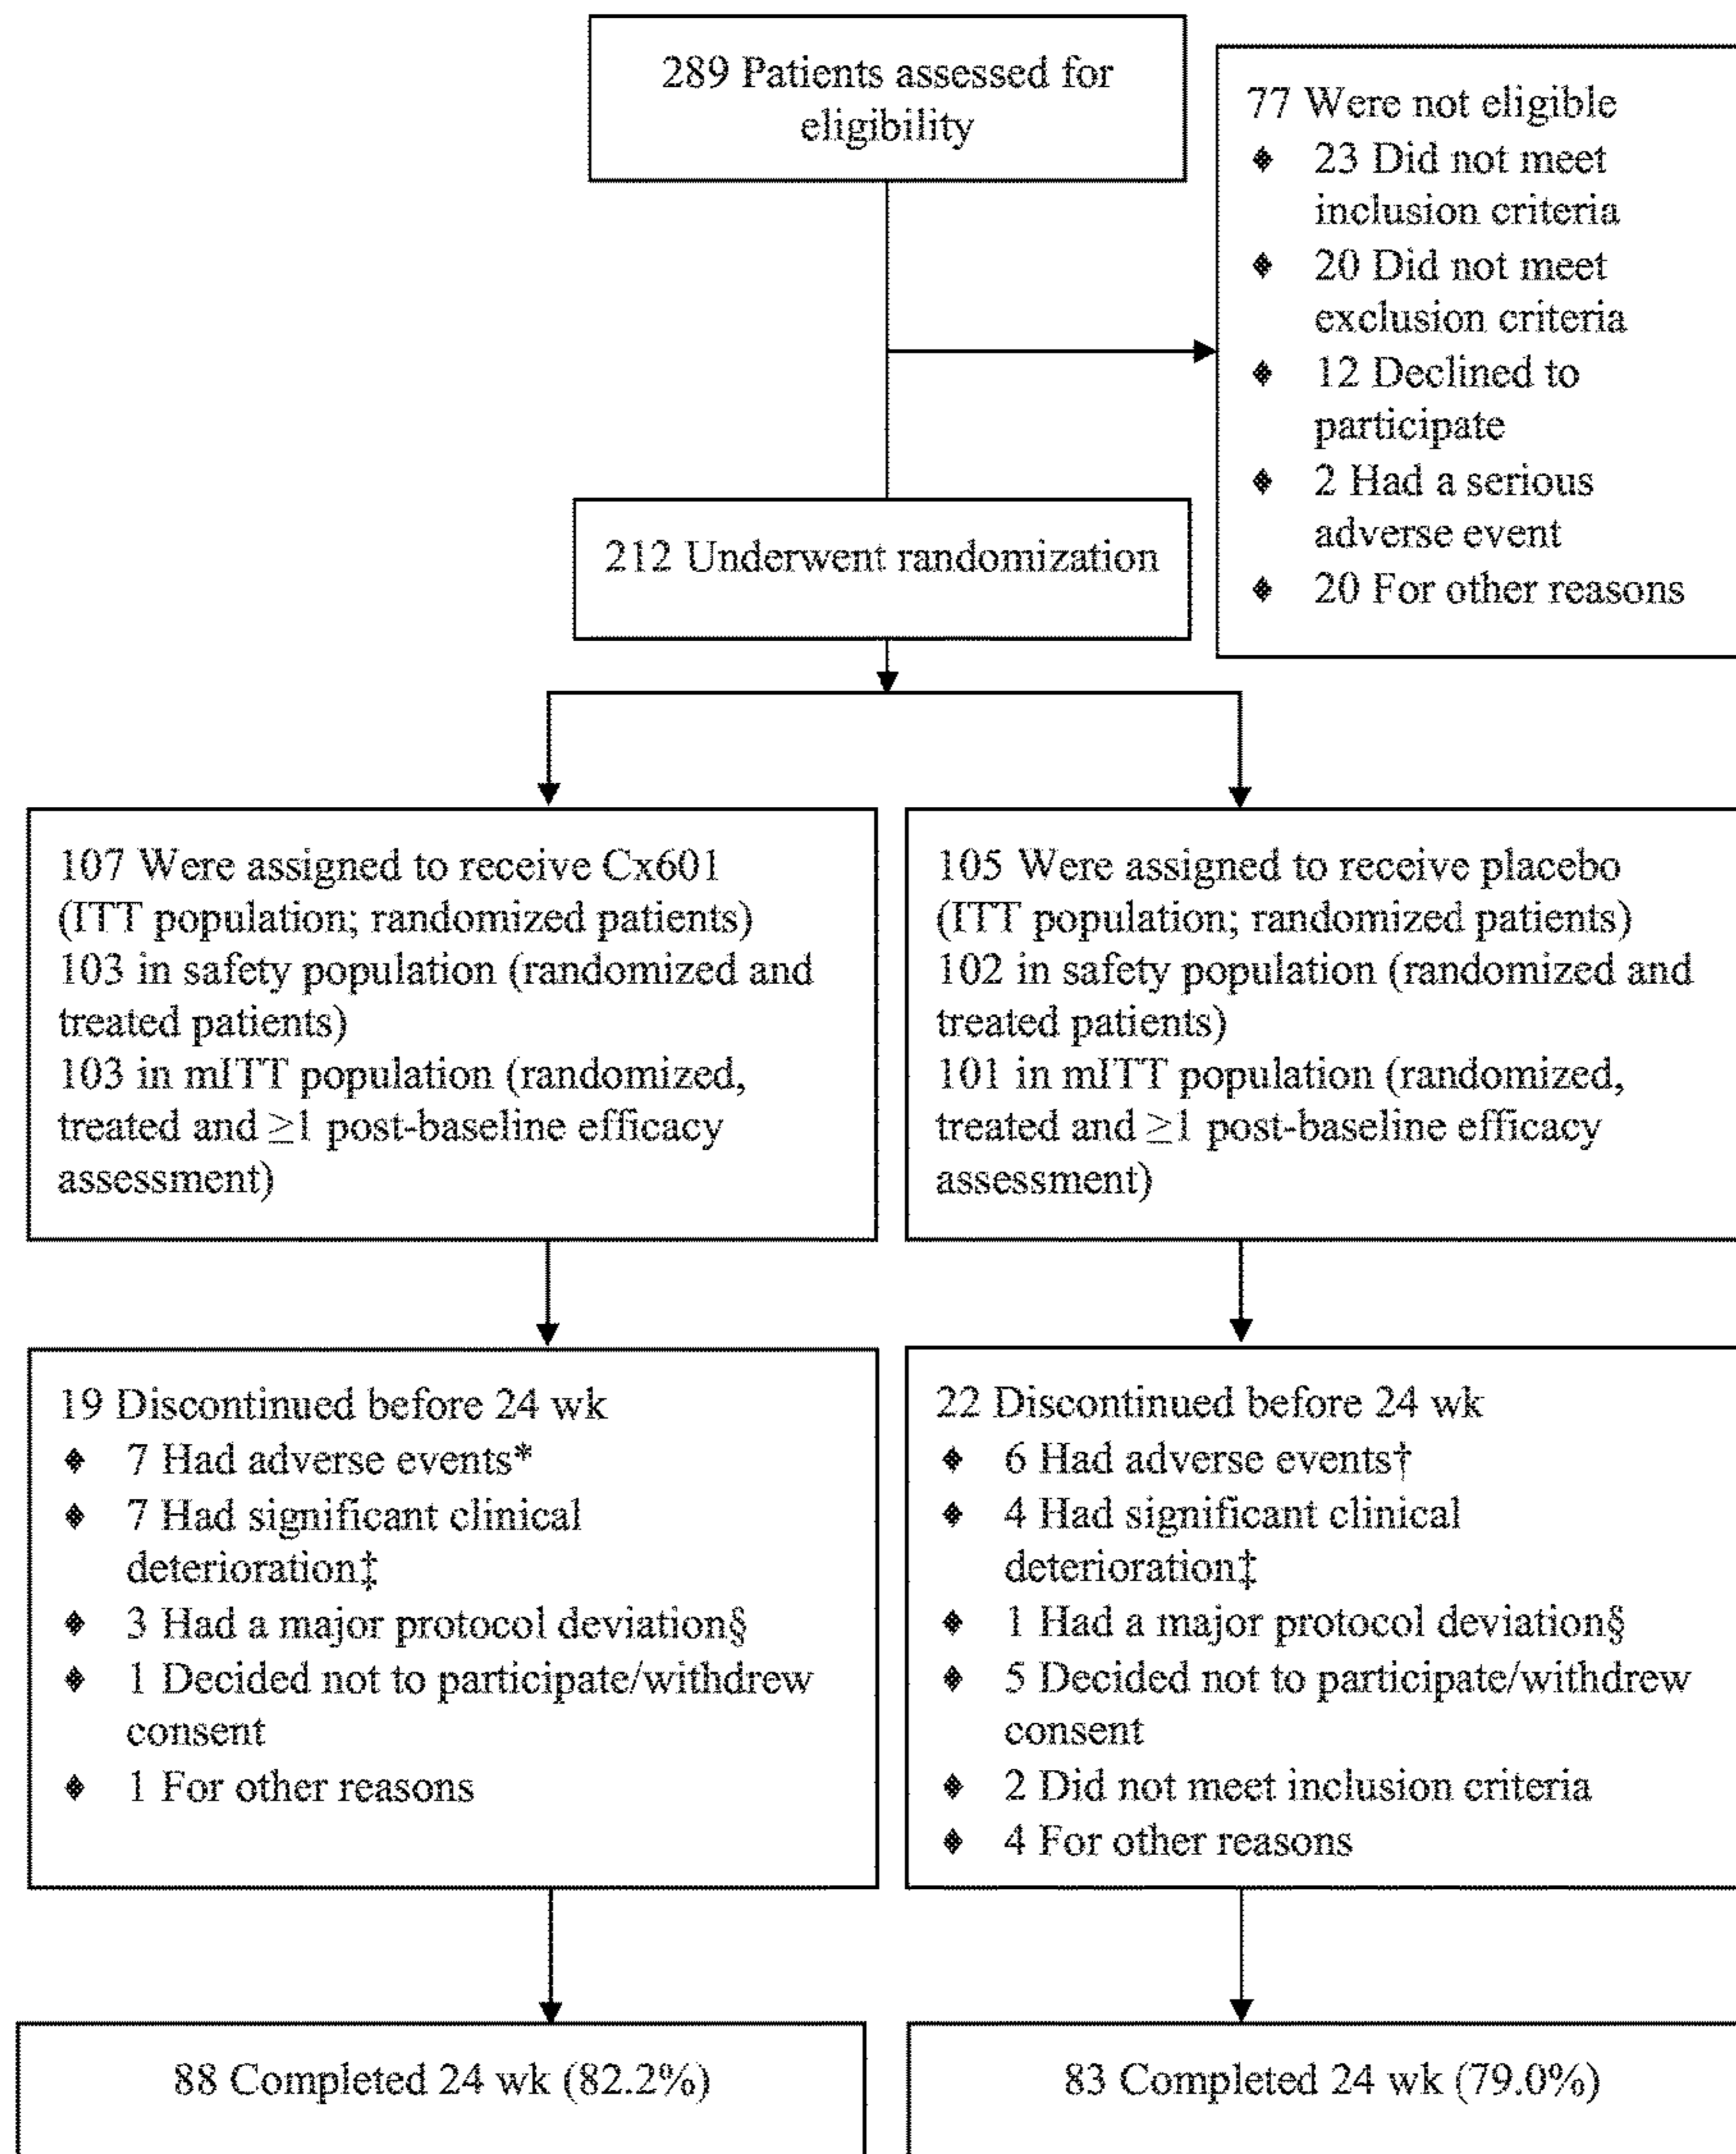 289 Patients assessed for
eligibility
77 Were not eligible
◆ 23 Did not meet
inclusion criteria
◆ 20 Did not meet
exclusion criteria
◆ 12 Declined to
participate
◆ 2 Had a serious
adverse event
◆ 20 For other reasons
212 Underwent randomization
107 Were assigned to receive Cx601
(ITT population; randomized patients)
103 in safety population (randomized and
treated patients)
103 in mITT population (randomized,
treated and ≥1 post-baseline efficacy
assessment)
105 Were assigned to receive placebo
(ITT population; randomized patients)
102 in safety population (randomized and
treated patients)
101 in mITT population (randomized,
treated and ≥1 post-baseline efficacy
assessment)
19 Discontinued before 24 wk
◆ 7 Had adverse events*
◆ 7 Had significant clinical
deterioration‡
◆ 3 Had a major protocol deviation§
◆ 1 Decided not to participate/withdrew
consent
◆ 1 For other reasons
22 Discontinued before 24 wk
◆ 6 Had adverse events†
◆ 4 Had significant clinical
deterioration‡
◆ 1 Had a major protocol deviation§
◆ 5 Decided not to participate/withdrew
consent
◆ 2 Did not meet inclusion criteria
◆ 4 For other reasons
88 Completed 24 wk (82.2%)
83 Completed 24 wk (79.0%)